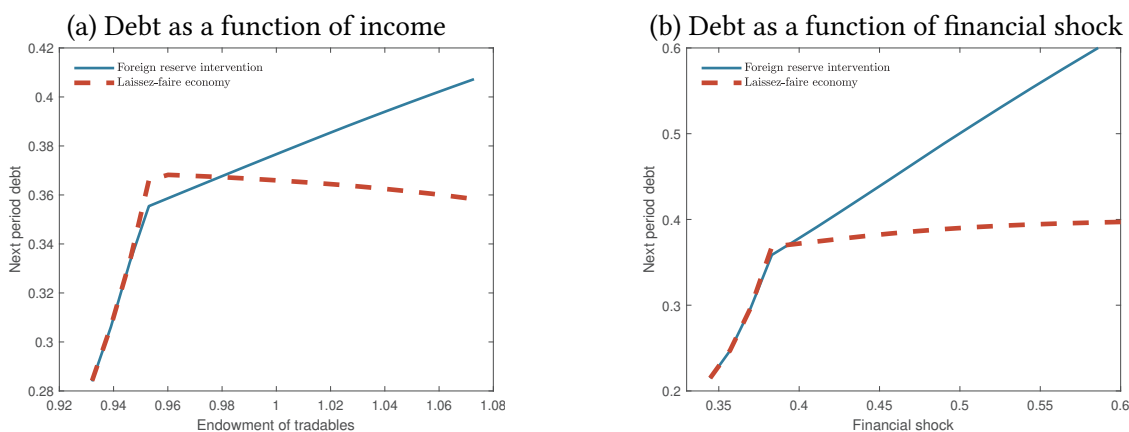 (a) Debt as a function of income
0.42
0.4
0.38
0.36
0.34
0.32
0.3
0.28
Next period debt
Foreign reserve intervention
Laissez-faire economy
0.92 0.94 0.96 0.98 1 1.02 1.04 1.06 1.08
Endowment of tradables
(b) Debt as a function of financial shock
0.6
0.5
0.4
0.3
0.2
Next period debt
Foreign reserve intervention
Laissez-faire economy
0.35 0.4 0.45 0.5 0.55 0.6
Financial shock